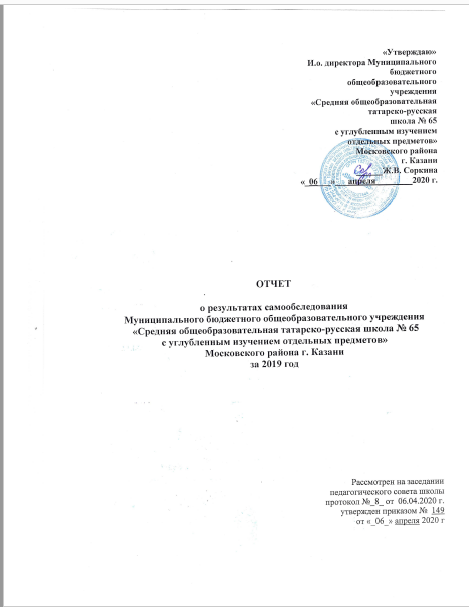 «Утверждаю»
И.о. директора Муниципального
бюджетного
общеобразовательного
учреждения
«Средняя общеобразовательная
татарско-русская
школа № 65
с углубленным изучением
отдельных предметов»
Московского района
г. Казани
Ж.В. Соркина
«_06_» апреля 2020 г.
ОТЧЕТ
о результатах самообследования
Муниципального бюджетного общеобразовательного учреждения
«Средняя общеобразовательная татарско-русская школа № 65
с углубленным изучением отдельных предметов»
Московского района г. Казани
за 2019 год
Рассмотрен на заседании
педагогического совета школы
протокол №_8_ от 06.04.2020 г.
утвержден приказом № 149
от «_06_» апреля 2020 г